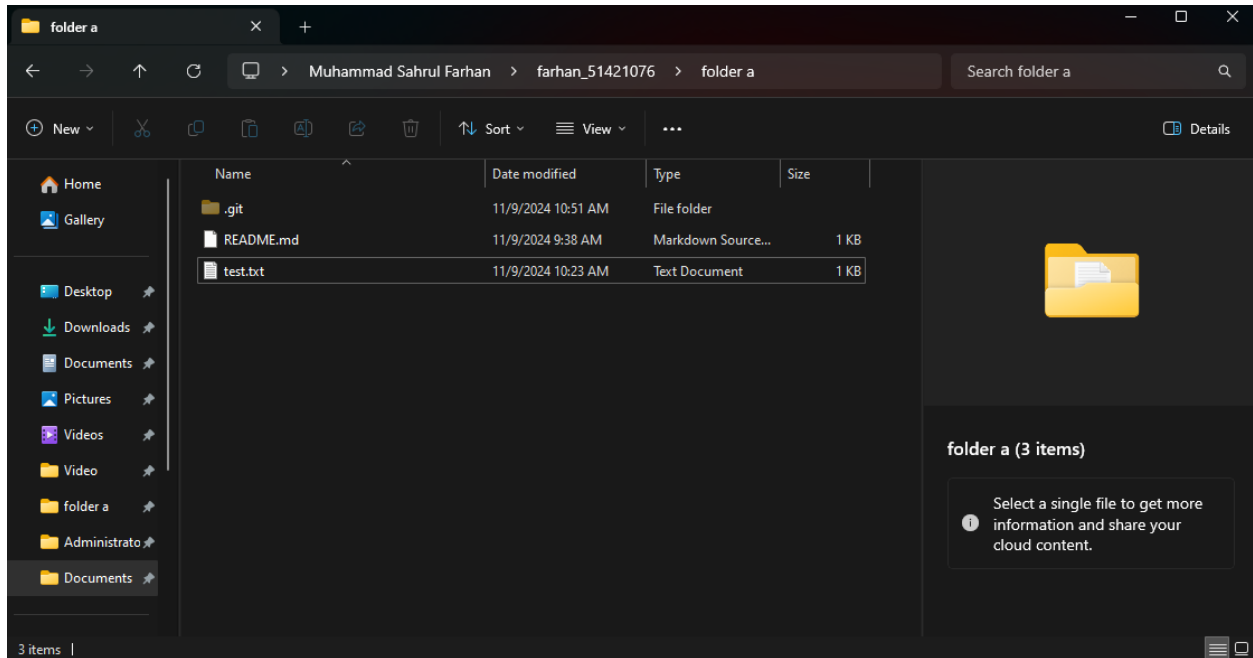 folder a
Muhammad Sahrul Farhan > farhan_51421076 > folder a
Search folder a
New
Sort
View
Details
Home
Gallery
Desktop
Downloads
Documents
Pictures
Videos
Video
folder a
Administrato
Documents
Name Date modified Type Size
.git 11/9/2024 10:51 AM File folder
README.md 11/9/2024 9:38 AM Markdown Source... 1 KB
test.txt 11/9/2024 10:23 AM Text Document 1 KB
folder a (3 items)
Select a single file to get more
information and share your
cloud content.
3 items